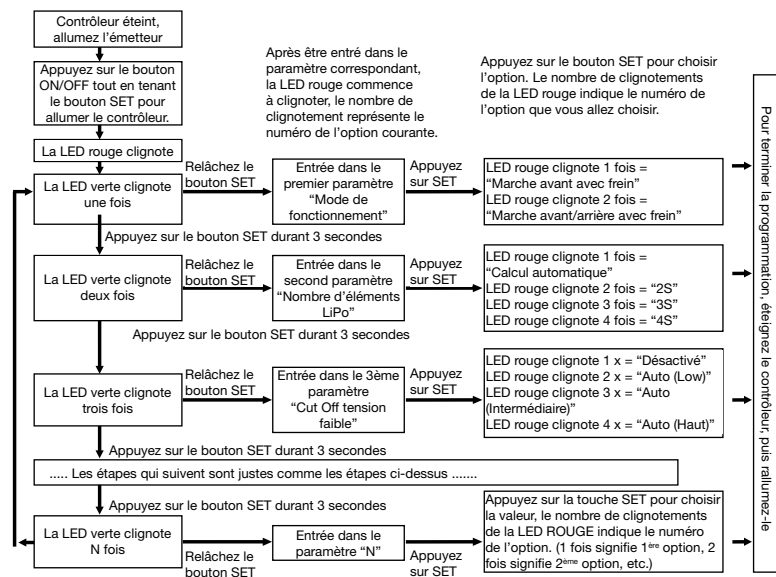 Contrôleur éteint,
allumez l'émetteur
Appuyez sur le bouton
ON/OFF tout en tenant
le bouton SET pour
allumer le contrôleur.
La LED rouge clignote
Après être entré dans le
paramètre correspondant,
la LED rouge commence
à clignoter, le nombre de
clignotement représente le
numéro de l'option courante.
Appuyez sur le bouton SET pour choisir
l'option. Le nombre de clignotements
de la LED rouge indique le numéro de
l'option que vous allez choisir.
La LED verte clignote
une fois
Relâchez le
bouton SET
Entrée dans le
premier paramètre
“Mode de
fonctionnement”
Appuyez
sur SET
LED rouge clignote 1 fois =
“Marche avant avec frein”
LED rouge clignote 2 fois =
“Marche avant/arrière avec frein”
Appuyez sur le bouton SET durant 3 secondes
La LED verte clignote
deux fois
Relâchez le
bouton SET
Entrée dans le
second paramètre
“Nombre d'éléments
LiPo”
Appuyez
sur SET
LED rouge clignote 1 fois =
“Calcul automatique”
LED rouge clignote 2 fois = “2S”
LED rouge clignote 3 fois = “3S”
LED rouge clignote 4 fois = “4S”
Appuyez sur le bouton SET durant 3 secondes
La LED verte clignote
trois fois
Relâchez le
bouton SET
Entrée dans le 3ème
paramètre
“Cut Off tension
faible”
Appuyez
sur SET
LED rouge clignote 1 x = “Désactivé”
LED rouge clignote 2 x = “Auto (Low)”
LED rouge clignote 3 x = “Auto
(Intermédiaire)”
LED rouge clignote 4 x = “Auto (Haut)”
Appuyez sur le bouton SET durant 3 secondes
..... Les étapes qui suivent sont justes comme les étapes ci-dessus .......
Appuyez sur le bouton SET durant 3 secondes
La LED verte clignote
N fois
Relâchez le
bouton SET
Entrée dans le
paramètre “N”
Appuyez
sur SET
Appuyez sur la touche SET pour choisir
la valeur, le nombre de clignotements
de la LED ROUGE indique le numéro
de l'option. (1 fois signifie 1ère option, 2
fois signifie 2ème option, etc.)
Pour terminer la programmation, éteignez le contrôleur, puis rallumez-le